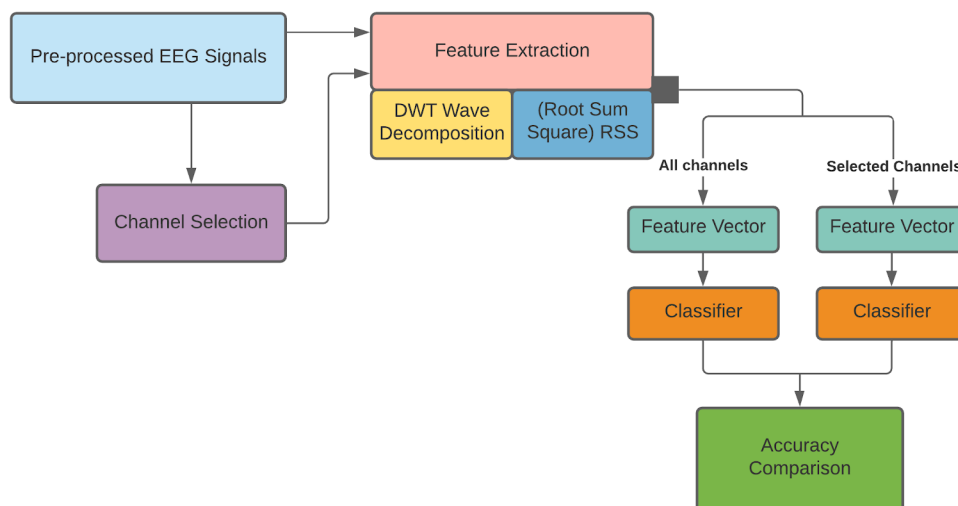 Pre-processed EEG Signals
Feature Extraction
DWT Wave
Decomposition
(Root Sum
Square) RSS
Channel Selection
All channels
Selected Channels
Feature Vector
Feature Vector
Classifier
Classifier
Accuracy
Comparison